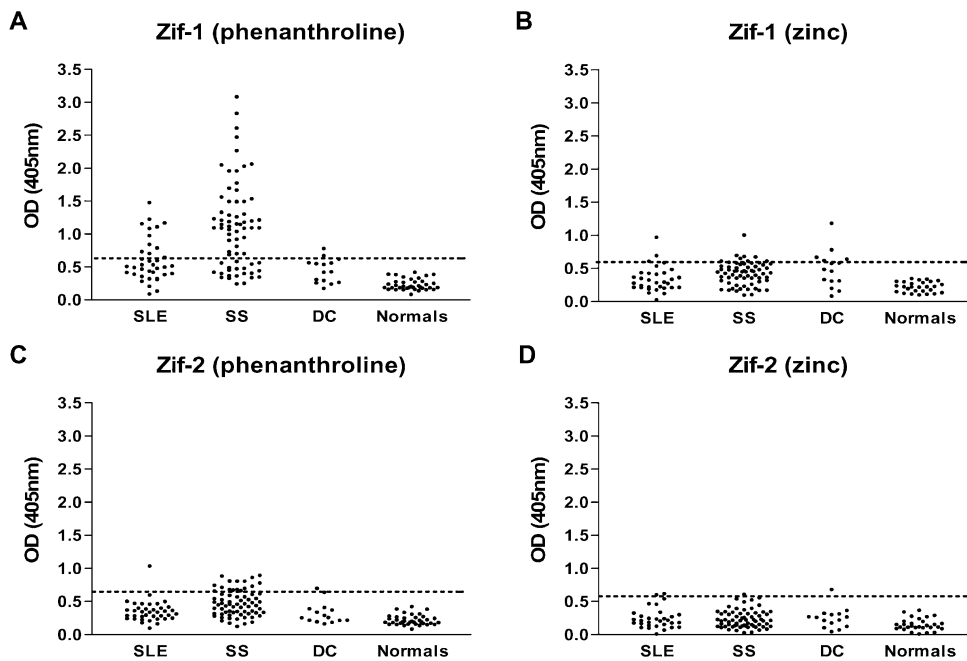 A
Zif-1 (phenanthroline)
OD (405nm)
3.5
3.0
2.5
2.0
1.5
1.0
0.5
0.0
SLE SS DC Normals
B
Zif-1 (zinc)
OD (405nm)
3.5
3.0
2.5
2.0
1.5
1.0
0.5
0.0
SLE SS DC Normals
C
Zif-2 (phenanthroline)
OD (405nm)
3.5
3.0
2.5
2.0
1.5
1.0
0.5
0.0
SLE SS DC Normals
D
Zif-2 (zinc)
OD (405nm)
3.5
3.0
2.5
2.0
1.5
1.0
0.5
0.0
SLE SS DC Normals